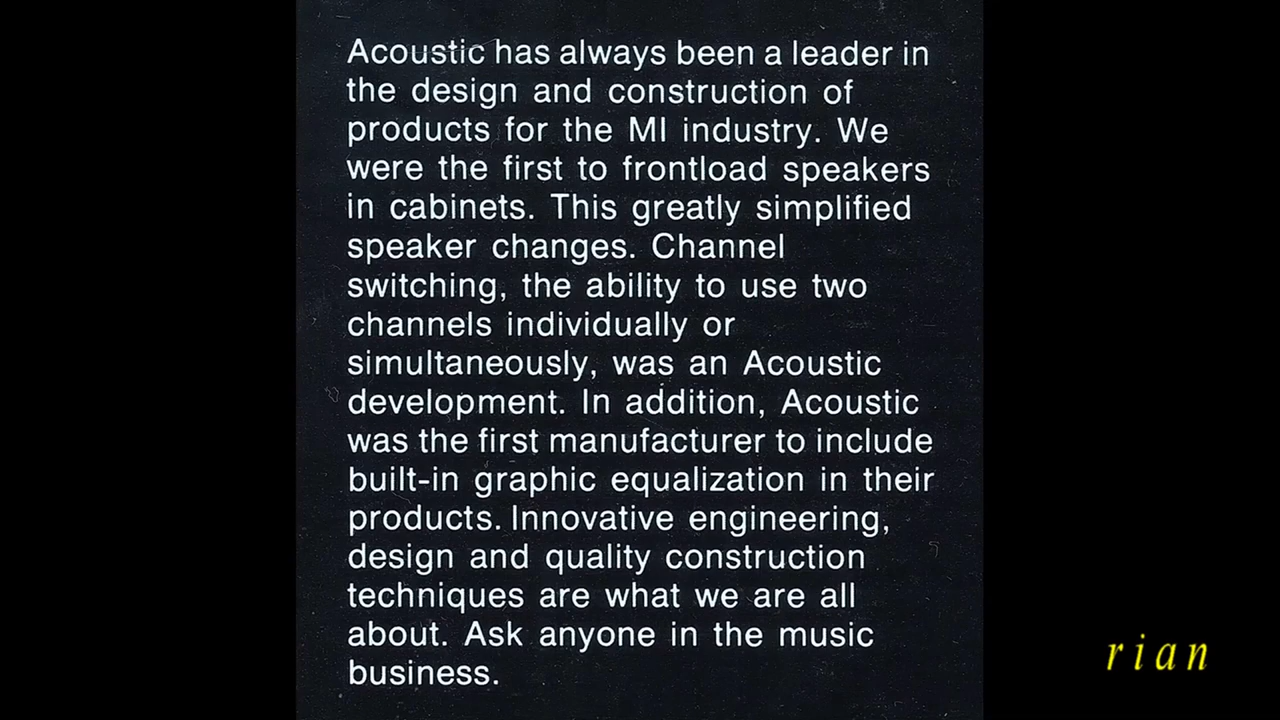 Acoustic has always been a leader in
the design and construction of
products for the MI industry. We
were the first to frontload speakers
in cabinets. This greatly simplified
speaker changes. Channel
switching, the ability to use two
channels individually or
simultaneously, was an Acoustic
development. In addition, Acoustic
was the first manufacturer to include
built-in graphic equalization in their
products. Innovative engineering,
design and quality construction
techniques are what we are all
about. Ask anyone in the music
business.
rian